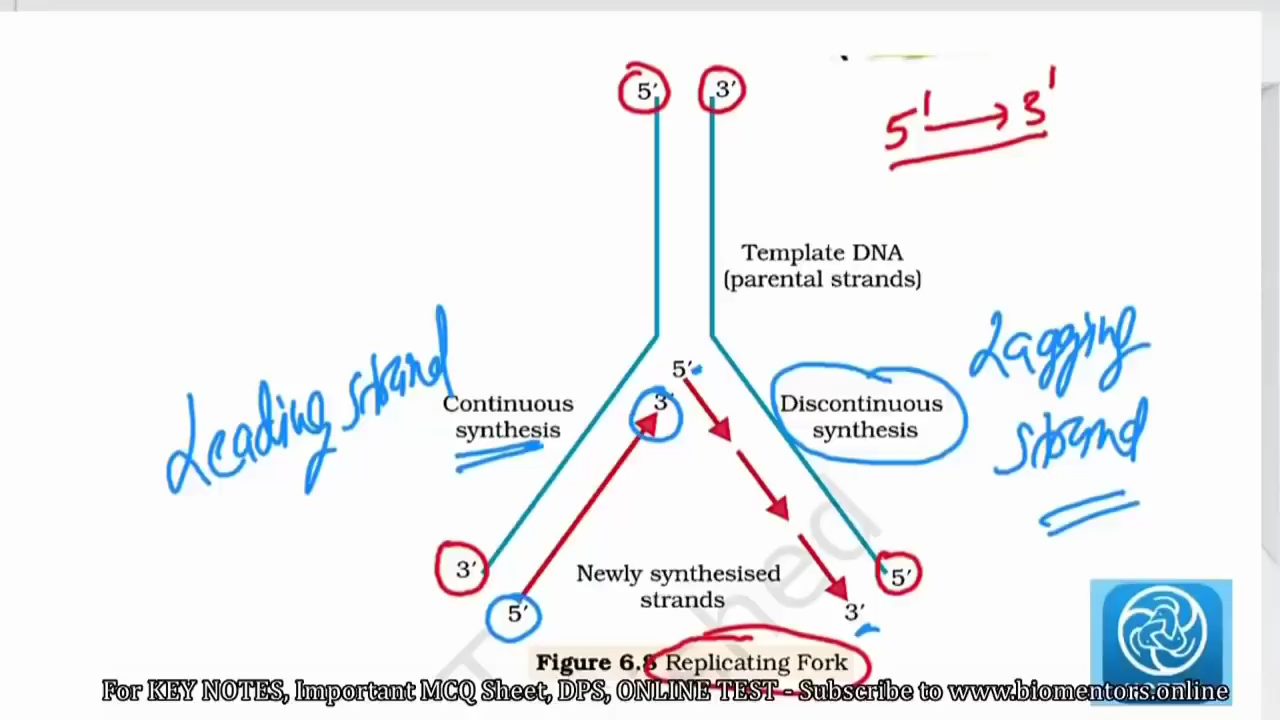 5′ 3′
5' → 3'
Template DNA
(parental strands)
Leading strand
Continuous
synthesis
5′
3′
Discontinuous
synthesis
Lagging
strand
3′
5′
Newly synthesised
strands
5′
3′
Figure 6.8 Replicating Fork
For KEY NOTES, Important MCQ Sheet, DPS, ONLINE TEST - Subscribe to www.biomentors.online